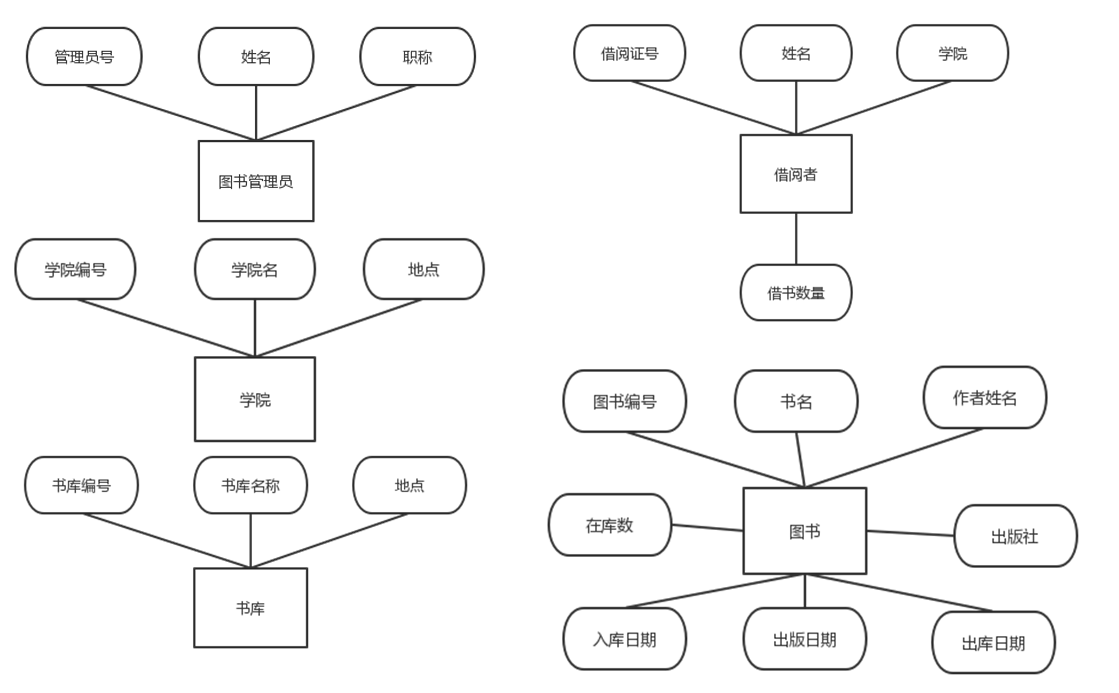 管理员号
姓名
职称
图书管理员
学院编号
学院名
地点
学院
书库编号
书库名称
地点
书库
借阅证号
姓名
学院
借阅者
借书数量
图书编号
书名
作者姓名
在库数
图书
出版社
入库日期
出版日期
出库日期